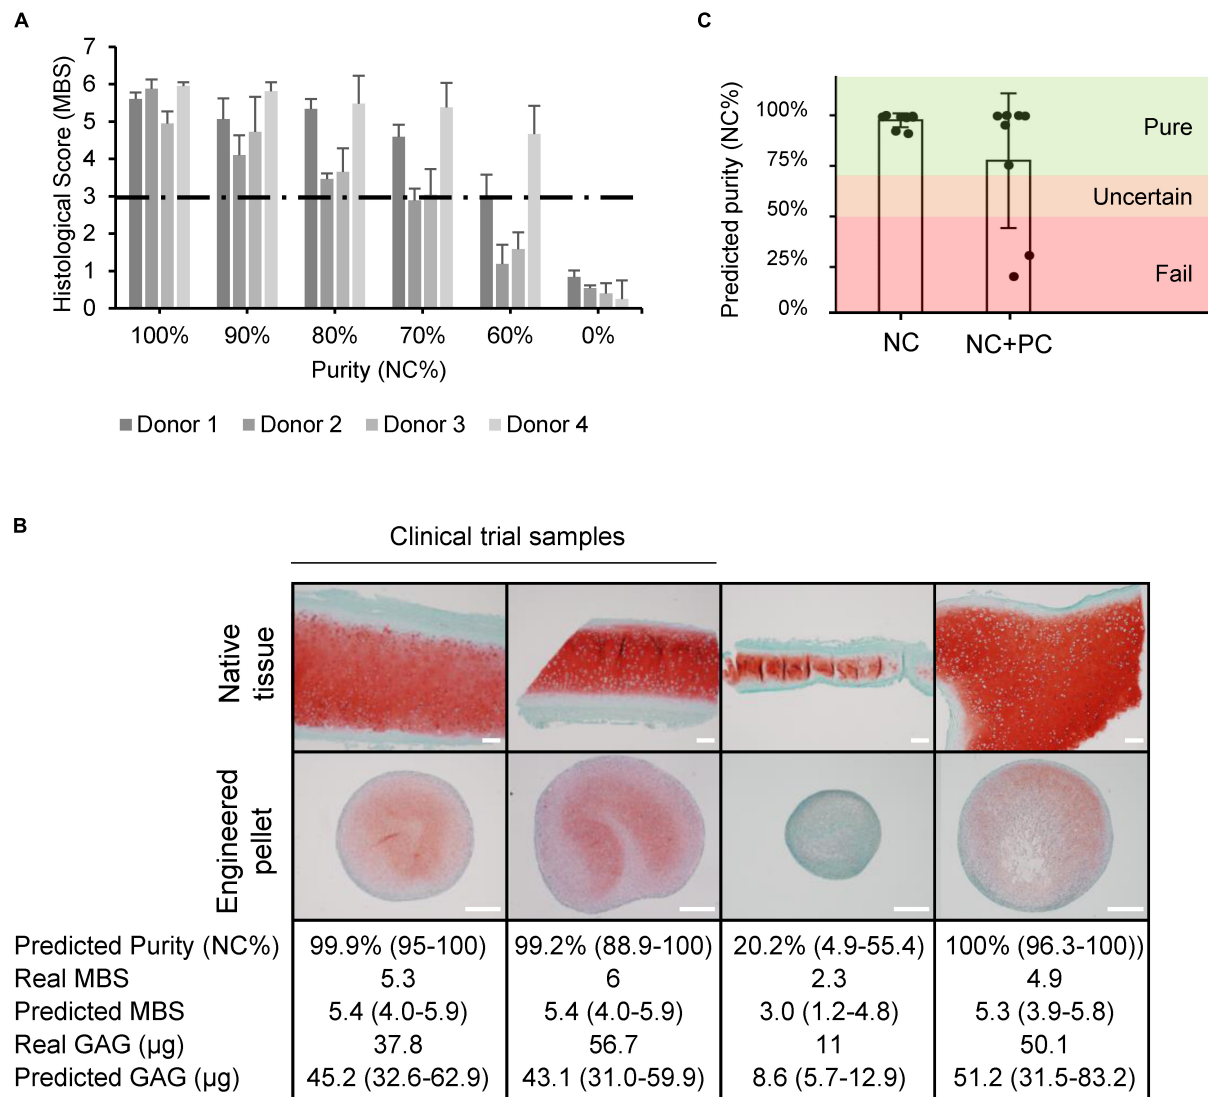 A
Histological Score (MBS)
7
6
5
4
3
2
1
0
100% 90% 80% 70% 60% 0%
Purity (NC%)
Donor 1 Donor 2 Donor 3 Donor 4
C
Predicted purity (NC%)
100%
75%
50%
25%
0%
Pure
Uncertain
Fail
NC NC+PC
B
Clinical trial samples
Native
tissue
Engineered
pellet
Predicted Purity (NC%) 99.9% (95-100) 99.2% (88.9-100) 20.2% (4.9-55.4) 100% (96.3-100))
Real MBS 5.3 6 2.3 4.9
Predicted MBS 5.4 (4.0-5.9) 5.4 (4.0-5.9) 3.0 (1.2-4.8) 5.3 (3.9-5.8)
Real GAG (µg) 37.8 56.7 11 50.1
Predicted GAG (µg) 45.2 (32.6-62.9) 43.1 (31.0-59.9) 8.6 (5.7-12.9) 51.2 (31.5-83.2)